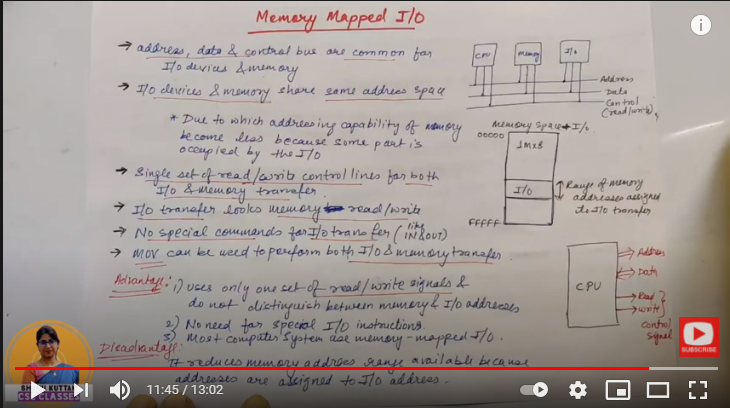 Memory Mapped I/O
→ address, data & control bus are common for
I/O devices & memory
→ I/O devices & memory share same address space
* Due to which addressing capability of memory
become less because some part is
occupied by the I/O
→ Single set of read/write control lines for both
I/O & memory transfer.
→ I/O transfer looks memory read/write
→ No special commands for I/O transfer (like IN & OUT)
→ MOV can be used to perform both I/O & memory transfer.
Advantage: 1) Uses only one set of read/write signals &
do not distinguish between memory & I/O addresses
2) No need for special I/O instructions.
3) Most computer system use memory-mapped I/O.
Disadvantage:
It reduces memory address range available because
addresses are assigned to I/O address.
CPU
Memory
I/O
Address
Data
Control
(read/write)
Memory Space + I/O
00000
1M×8
I/O
FFFFF
Range of memory
addresses assigned
to I/O transfer
CPU
Address
Data
Read
Write
control
signal
SUBSCRIBE
KUTTAN
CSE CLASSES
11:45 / 13:02